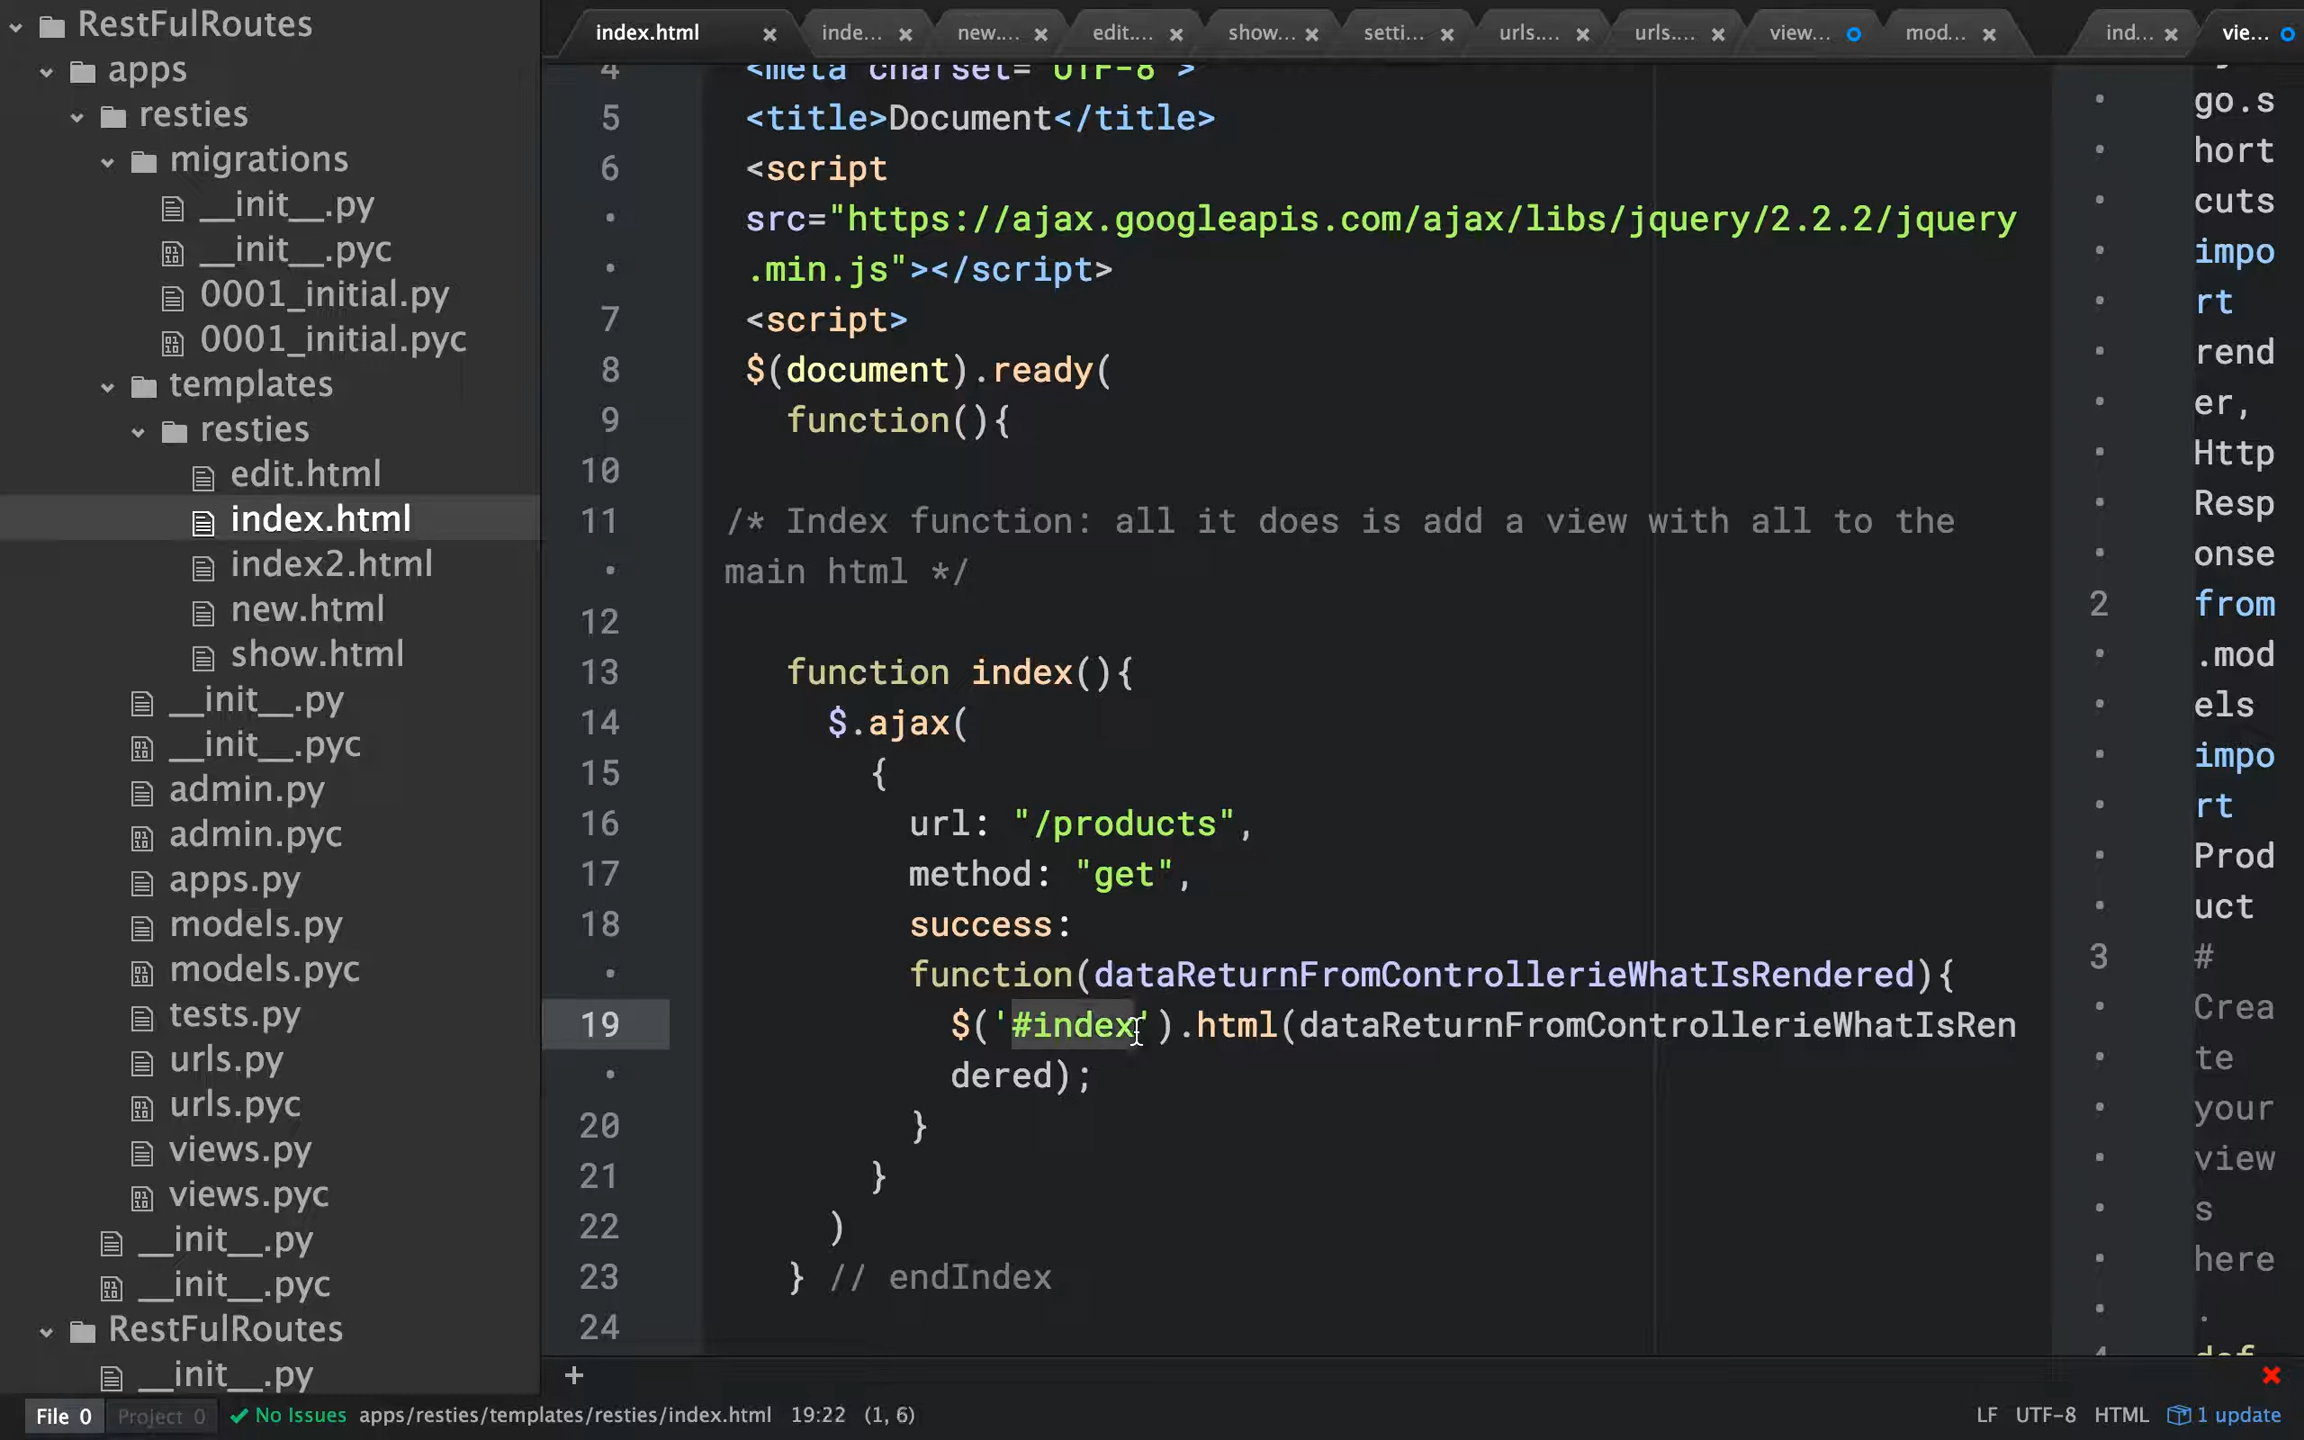 RestFulRoutes
apps
resties
migrations
__init__.py
__init__.pyc
0001_initial.py
0001_initial.pyc
templates
resties
edit.html
index.html
index2.html
new.html
show.html
__init__.py
__init__.pyc
admin.py
admin.pyc
apps.py
models.py
models.pyc
tests.py
urls.py
urls.pyc
views.py
views.pyc
__init__.py
__init__.pyc
RestFulRoutes
__init__.py
index.html × inde... × new.... × edit.... × show... × setti... × urls.... × urls.... × view... mod... × ind... × vie...
4 <meta charset="UTF-8">
5 <title>Document</title>
6 <script
src="https://ajax.googleapis.com/ajax/libs/jquery/2.2.2/jquery
.min.js"></script>
7 <script>
8 $(document).ready(
9 function(){
10
11 /* Index function: all it does is add a view with all to the
main html */
12
13 function index(){
14 $.ajax(
15 {
16 url: "/products",
17 method: "get",
18 success:
function(dataReturnFromControllerieWhatIsRendered){
19 $('#index').html(dataReturnFromControllerieWhatIsRen
dered);
20 }
21 }
22 )
23 } // endIndex
24
go.s
hort
cuts
impo
rt
rend
er,
Http
Resp
onse
2 from
.mod
els
impo
rt
Prod
uct
3 #
Crea
te
your
view
s
here
.
4 def
+
File 0 Project 0 No Issues apps/resties/templates/resties/index.html 19:22 (1, 6) LF UTF-8 HTML 1 update